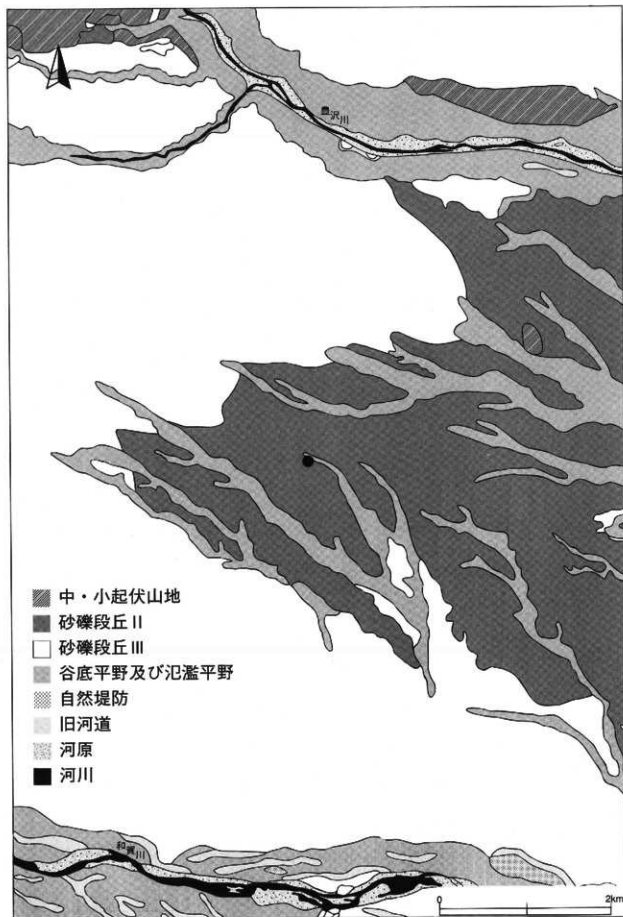 豊沢川
中・小起伏山地
砂礫段丘Ⅱ
砂礫段丘Ⅲ
谷底平野及び氾濫平野
自然堤防
旧河道
河原
河川
和賀川
0
2km